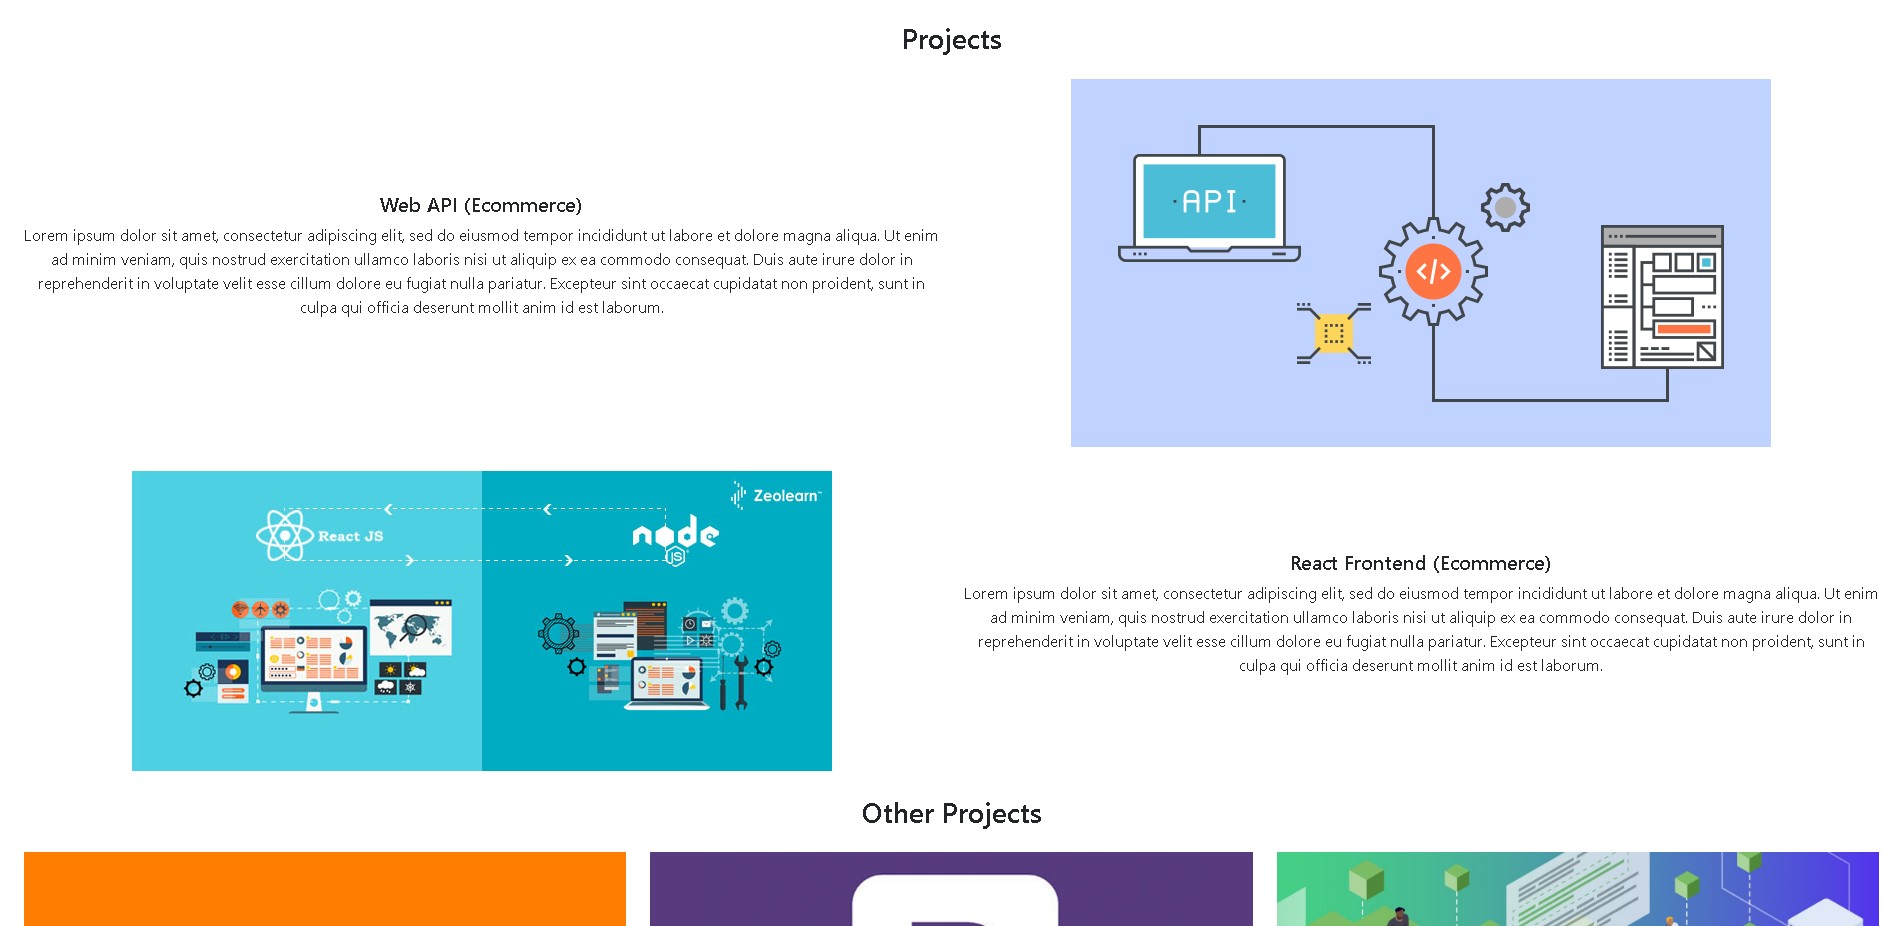 Projects
API
</>
Web API (Ecommerce)
Lorem ipsum dolor sit amet, consectetur adipiscing elit, sed do eiusmod tempor incididunt ut labore et dolore magna aliqua. Ut enim
ad minim veniam, quis nostrud exercitation ullamco laboris nisi ut aliquip ex ea commodo consequat. Duis aute irure dolor in
reprehenderit in voluptate velit esse cillum dolore eu fugiat nulla pariatur. Excepteur sint occaecat cupidatat non proident, sunt in
culpa qui officia deserunt mollit anim id est laborum.
Zeolearn
React JS
node
JS
React Frontend (Ecommerce)
Lorem ipsum dolor sit amet, consectetur adipiscing elit, sed do eiusmod tempor incididunt ut labore et dolore magna aliqua. Ut enim
ad minim veniam, quis nostrud exercitation ullamco laboris nisi ut aliquip ex ea commodo consequat. Duis aute irure dolor in
reprehenderit in voluptate velit esse cillum dolore eu fugiat nulla pariatur. Excepteur sint occaecat cupidatat non proident, sunt in
culpa qui officia deserunt mollit anim id est laborum.
Other Projects